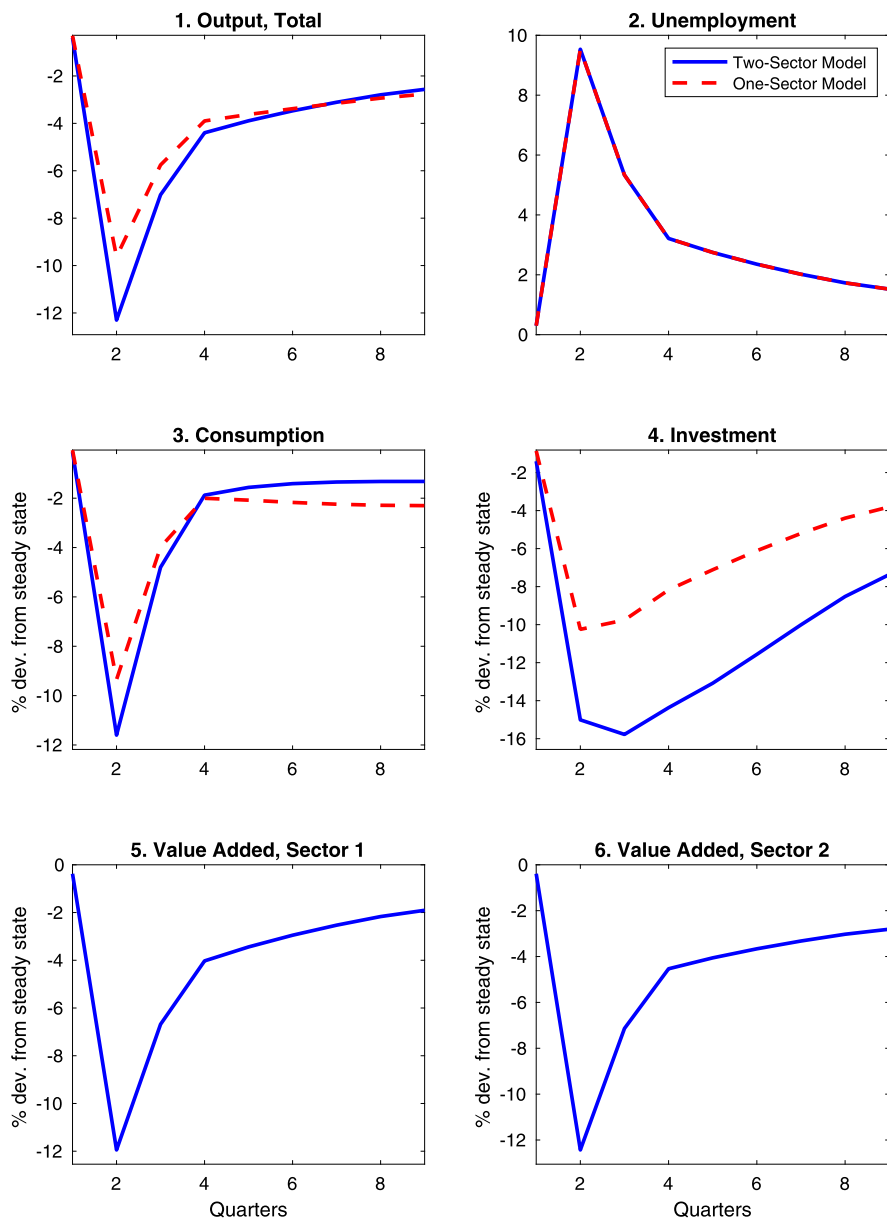 1. Output, Total
-2
-4
-6
-8
-10
-12
2 4 6 8
2. Unemployment
10
8
6
4
2
0
2 4 6 8
Two-Sector Model
One-Sector Model
3. Consumption
% dev. from steady state
-2
-4
-6
-8
-10
-12
2 4 6 8
4. Investment
% dev. from steady state
-2
-4
-6
-8
-10
-12
-14
-16
2 4 6 8
5. Value Added, Sector 1
% dev. from steady state
0
-2
-4
-6
-8
-10
-12
2 4 6 8
Quarters
6. Value Added, Sector 2
% dev. from steady state
0
-2
-4
-6
-8
-10
-12
2 4 6 8
Quarters